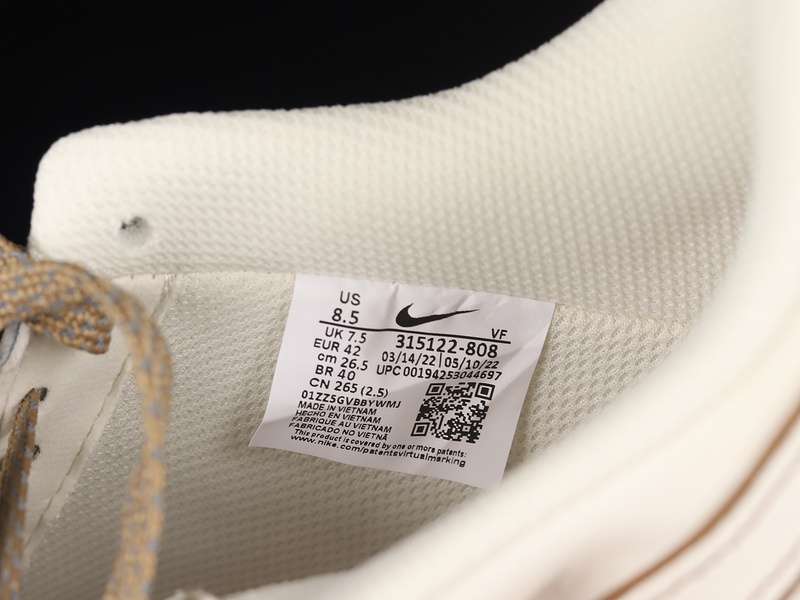 US
8.5
VF
UK 7.5
315122-808
EUR 42
03/14/22 05/10/22
cm 26.5
UPC 00194253044697
BR 40
CN 265 (2.5)
01ZZ5GVBBYWMJ
MADE IN VIETNAM
HECHO EN VIETNAM
FABRIQUE AU VIETNAM
FABRICADO NO VIETNÃ
This product is covered by one or more patents:
www.nike.com/patentsvirtualmarking